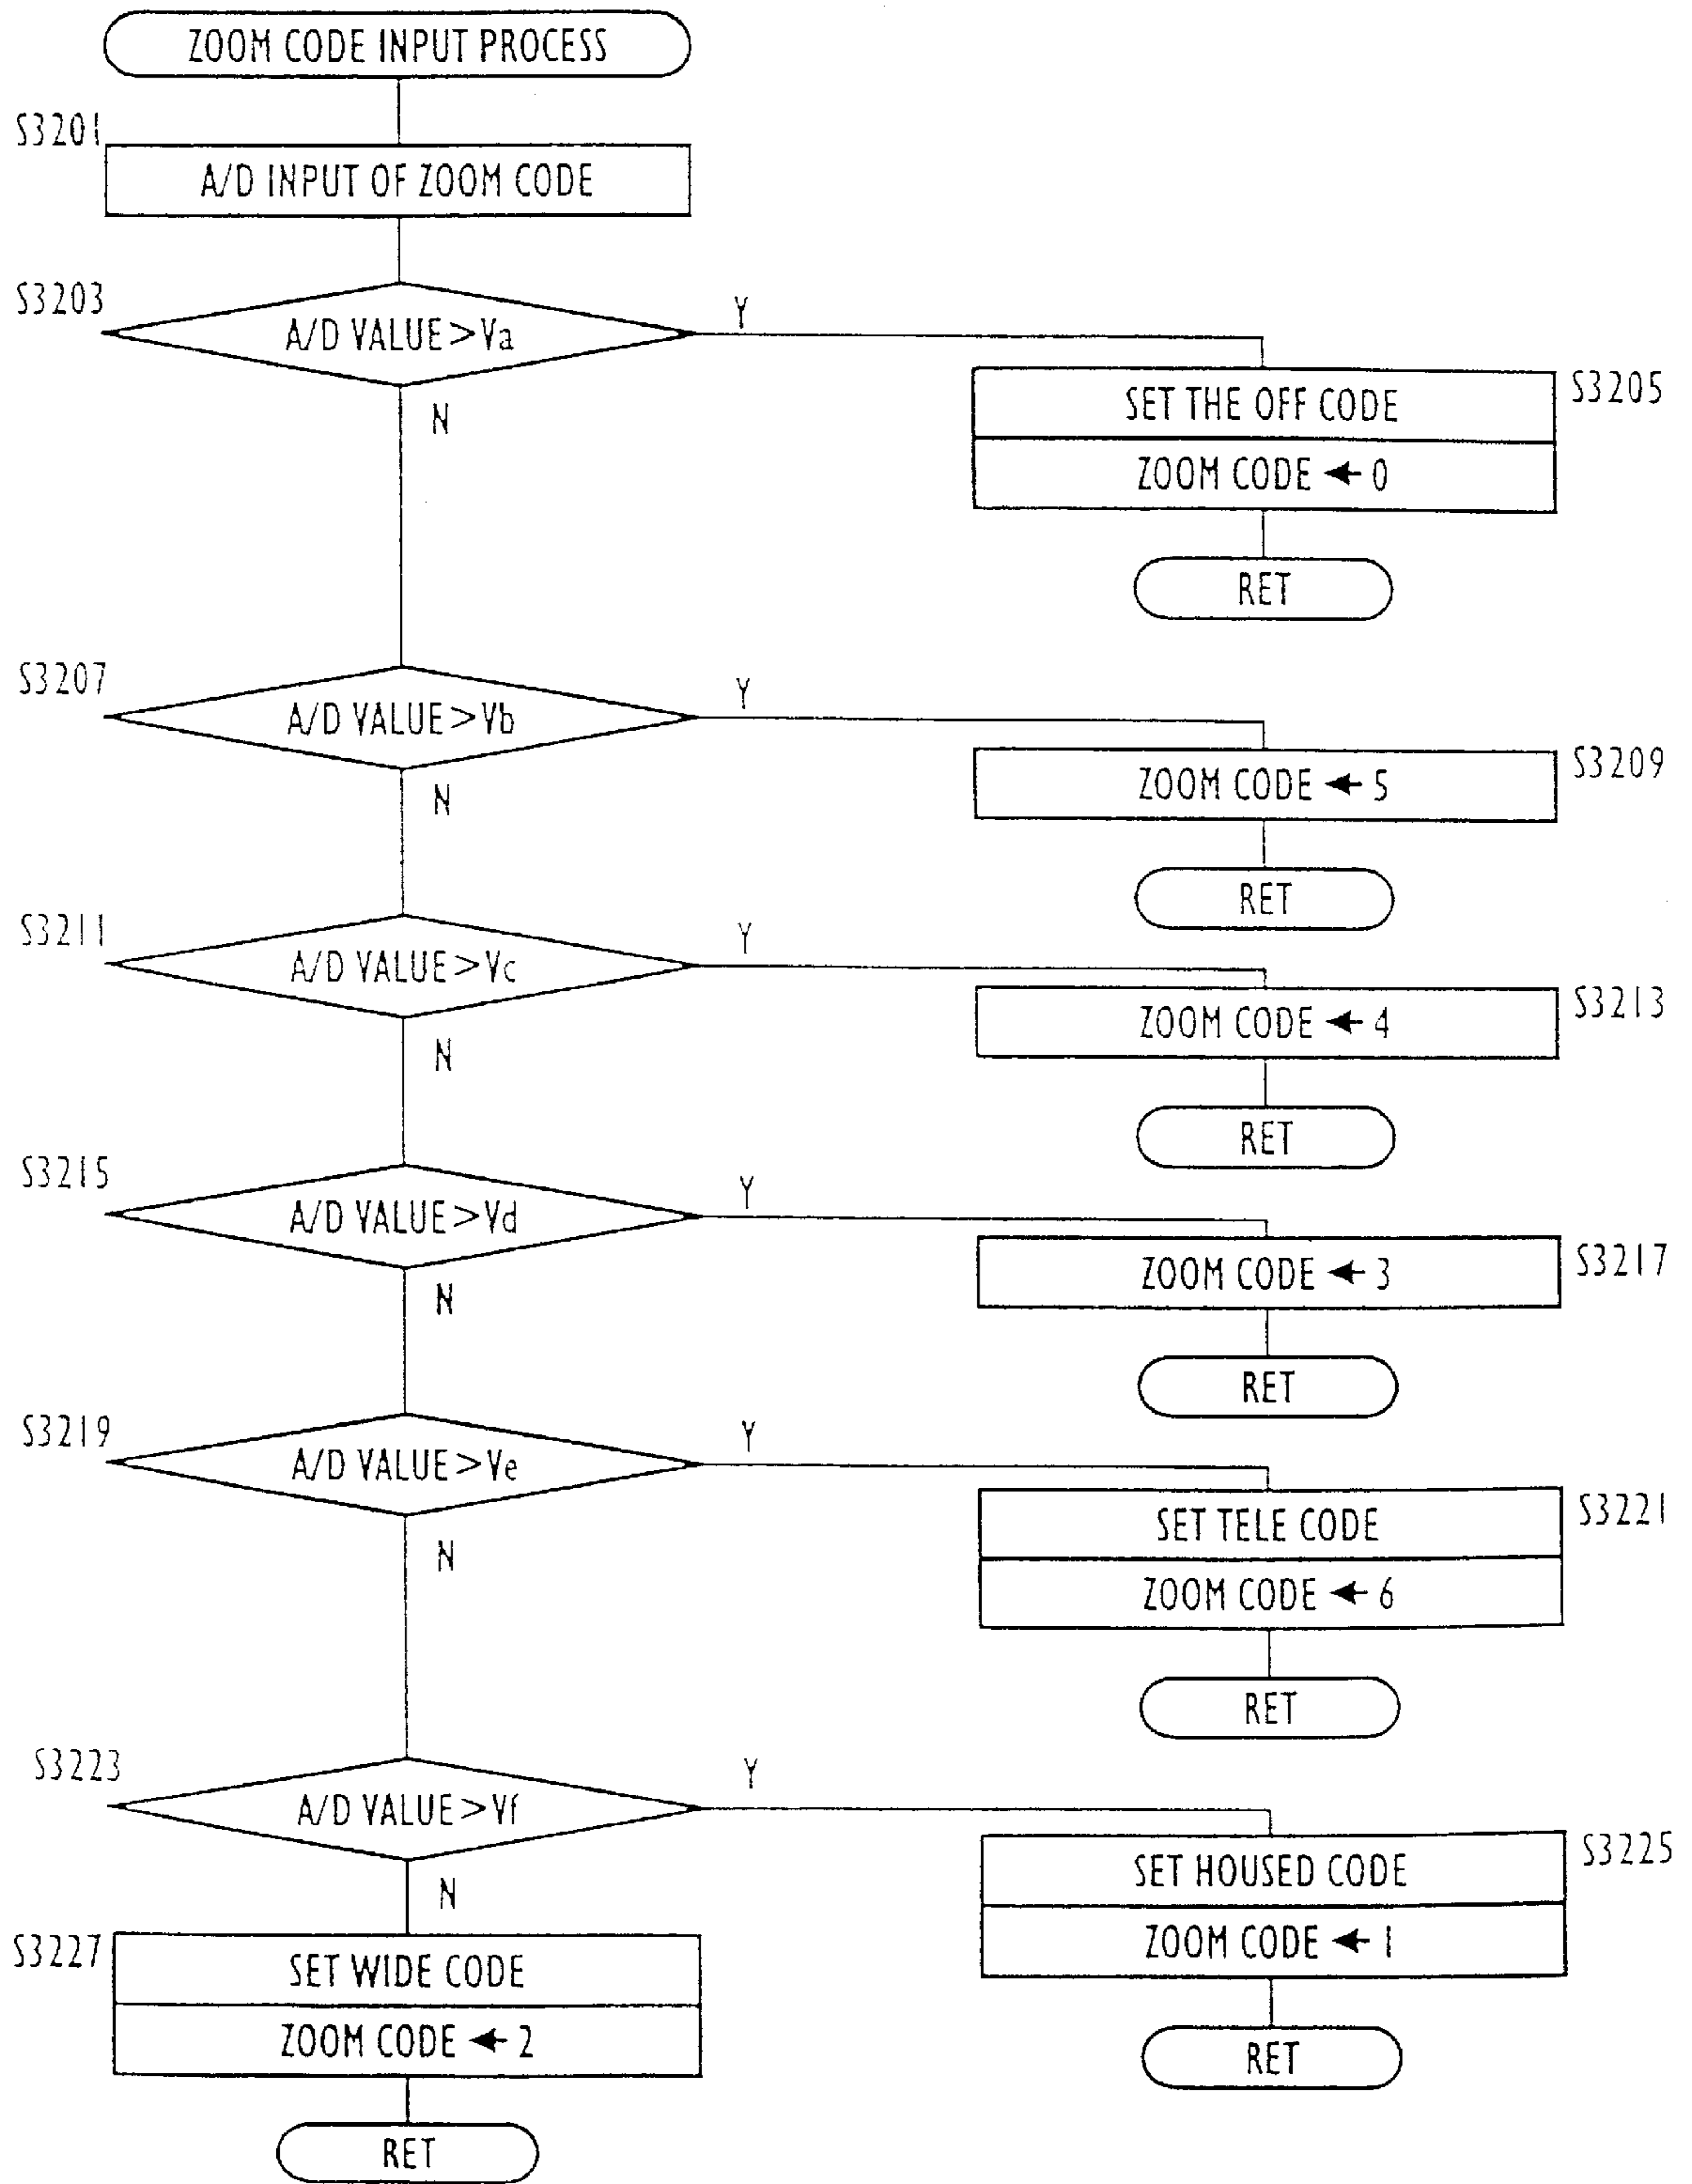 ZOOM CODE INPUT PROCESS
S3201
A/D INPUT OF ZOOM CODE
S3203
A/D VALUE>Va
Y
N
SET THE OFF CODE
S3205
ZOOM CODE ← 0
RET
S3207
A/D VALUE>Vb
Y
N
ZOOM CODE ← 5
S3209
RET
S3211
A/D VALUE>Vc
Y
N
ZOOM CODE ← 4
S3213
RET
S3215
A/D VALUE>Vd
Y
N
ZOOM CODE ← 3
S3217
RET
S3219
A/D VALUE>Ve
Y
N
SET TELE CODE
S3221
ZOOM CODE ← 6
RET
S3223
A/D VALUE>Vf
Y
N
SET HOUSED CODE
S3225
ZOOM CODE ← 1
RET
S3227
SET WIDE CODE
ZOOM CODE ← 2
RET